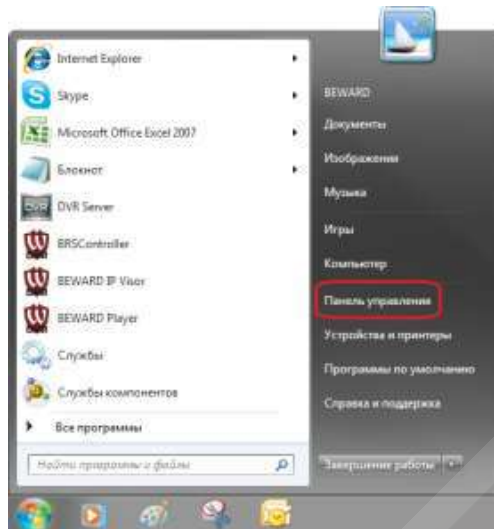 Internet Explorer
Skype
Microsoft Office Excel 2007
Блокнот
DVR Server
BRSController
BEWARD IP Visor
BEWARD Player
Службы
Службы компонентов
Все программы
Найти программы и файлы
BEWARD
Документы
Изображения
Музыка
Игры
Компьютер
Панель управления
Устройства и принтеры
Программы по умолчанию
Справка и поддержка
Завершение работы